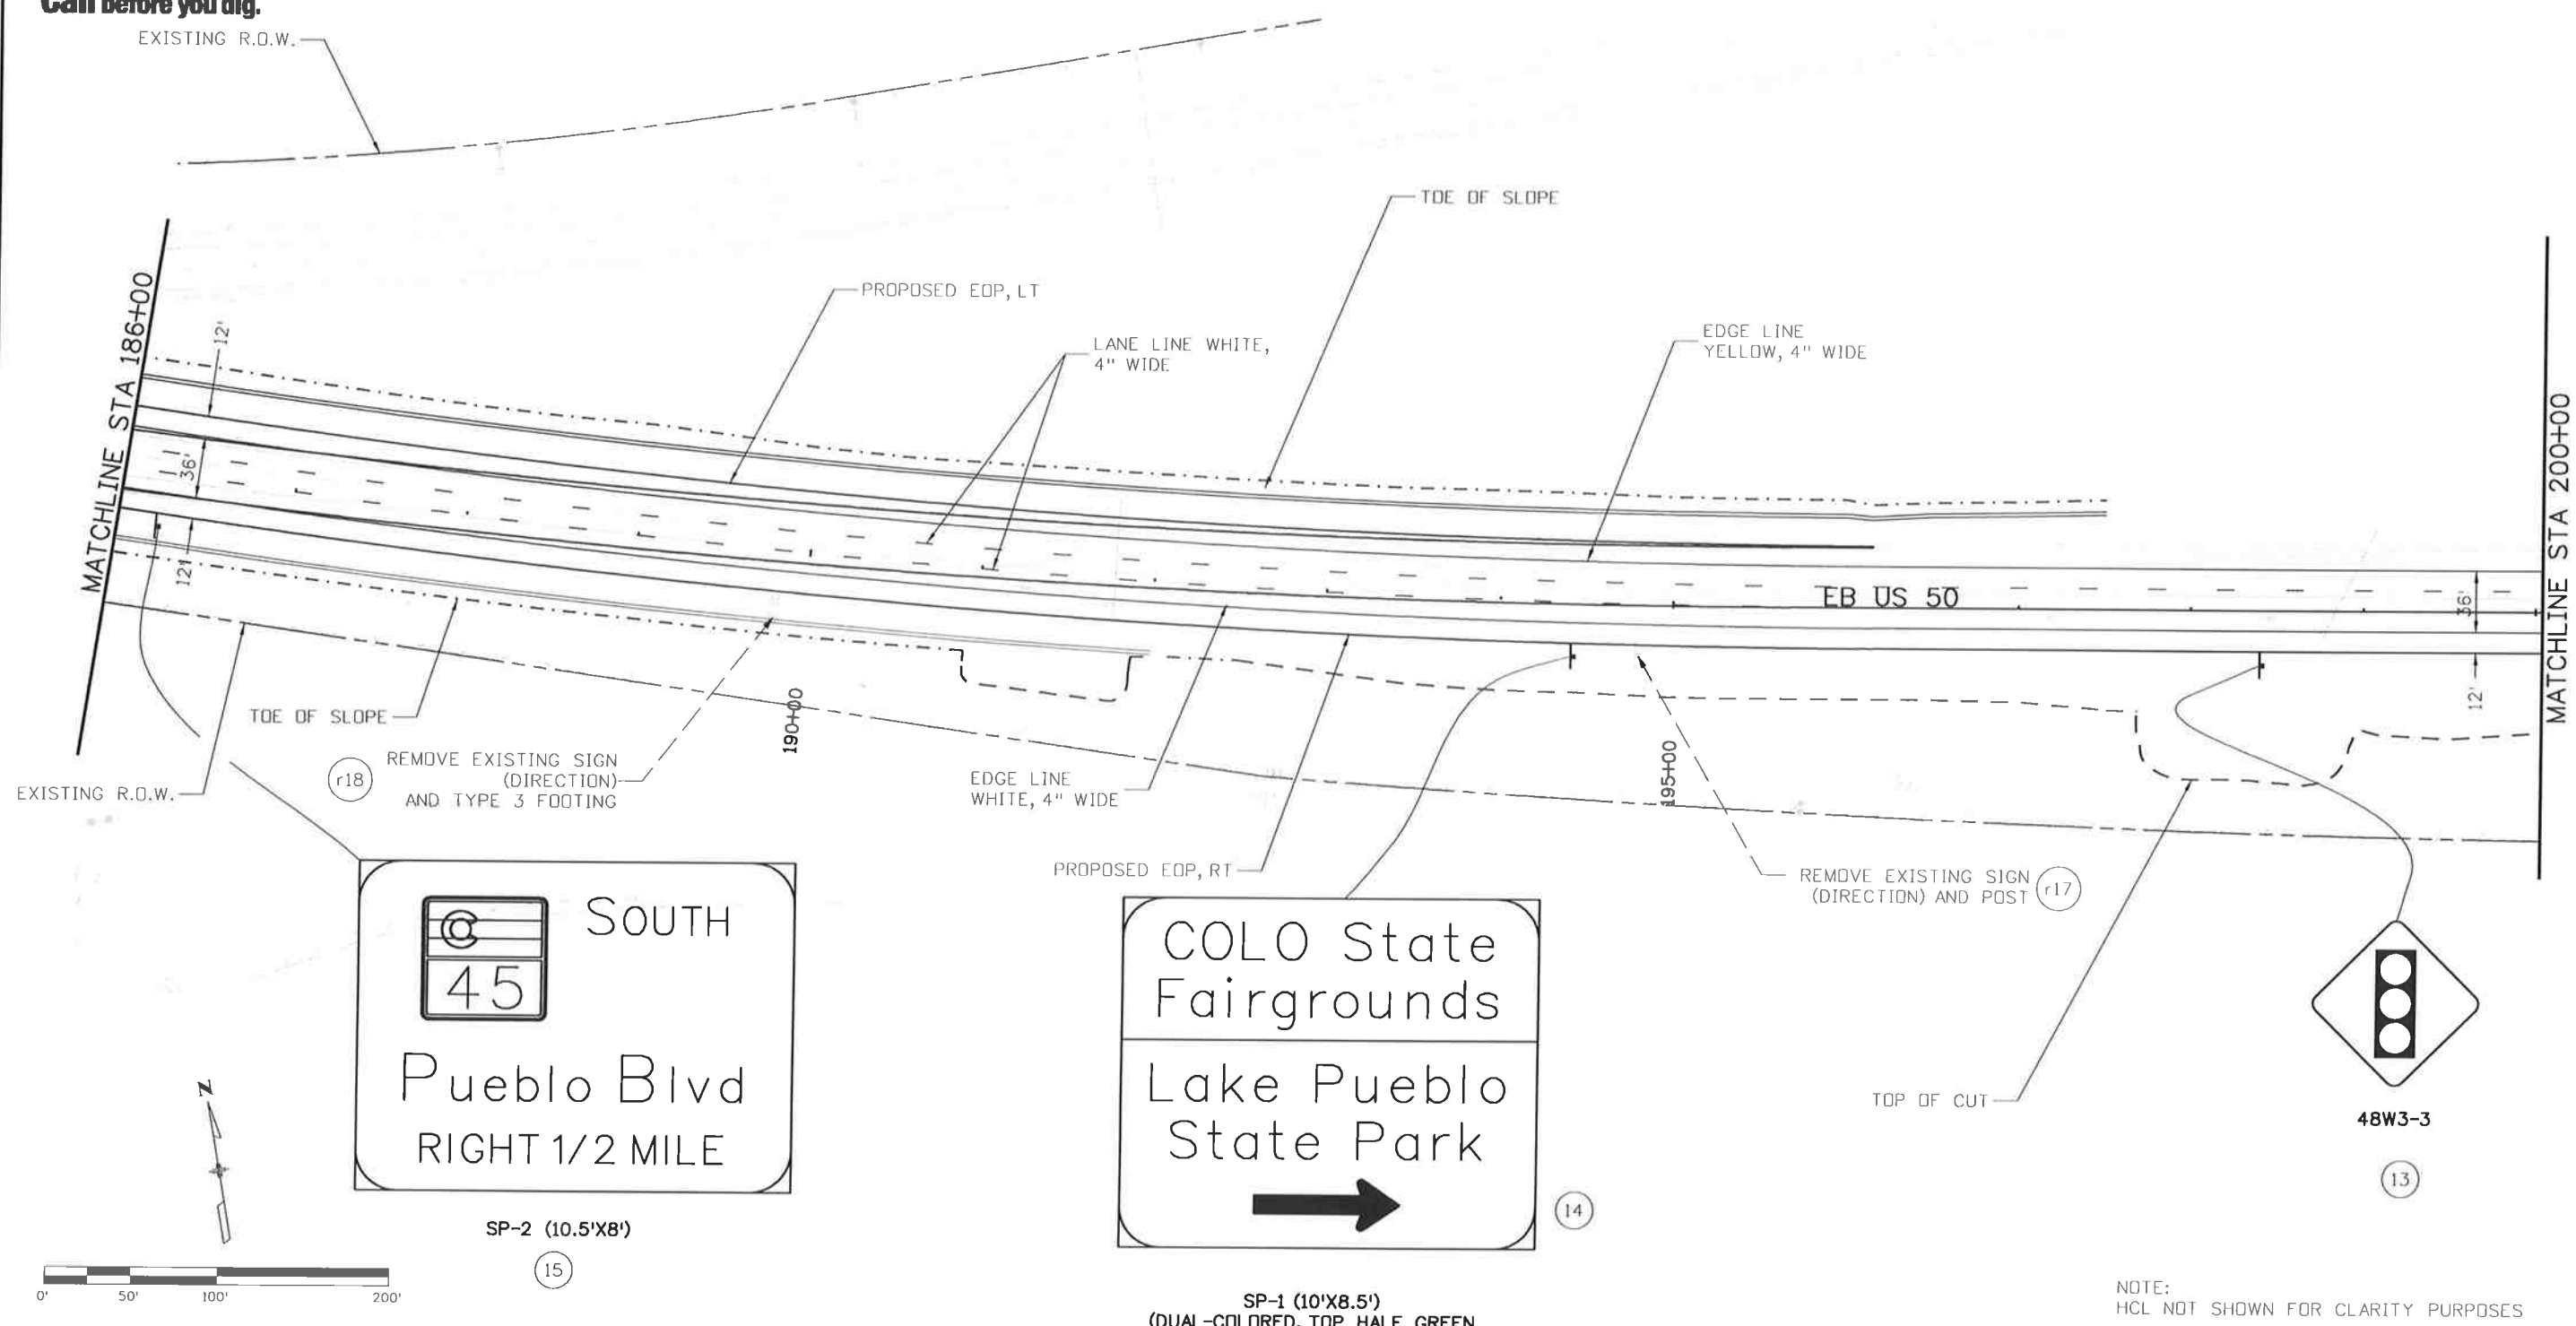 Call before you dig.
EXISTING R.O.W.
TOE OF SLOPE
MATCHLINE STA 186+00
12'
PROPOSED EOP, LT
LANE LINE WHITE,
4" WIDE
EDGE LINE
YELLOW, 4" WIDE
MATCHLINE STA 200+00
36'
12'
EB US 50
36'
12'
TOE OF SLOPE
EXISTING R.O.W.
r18
REMOVE EXISTING SIGN
(DIRECTION)
AND TYPE 3 FOOTING
190+00
EDGE LINE
WHITE, 4" WIDE
195+00
PROPOSED EOP, RT
REMOVE EXISTING SIGN
(DIRECTION) AND POST
r17
C
45
SOUTH
Pueblo Blvd
RIGHT 1/2 MILE
SP-2 (10.5'X8')
15
COLO State
Fairgrounds
Lake Pueblo
State Park
14
SP-1 (10'X8.5')
(DUAL-COLORED, TOP HALF GREEN
TOP OF CUT
48W3-3
13
N
0' 50' 100' 200'
NOTE:
HCL NOT SHOWN FOR CLARITY PURPOSES